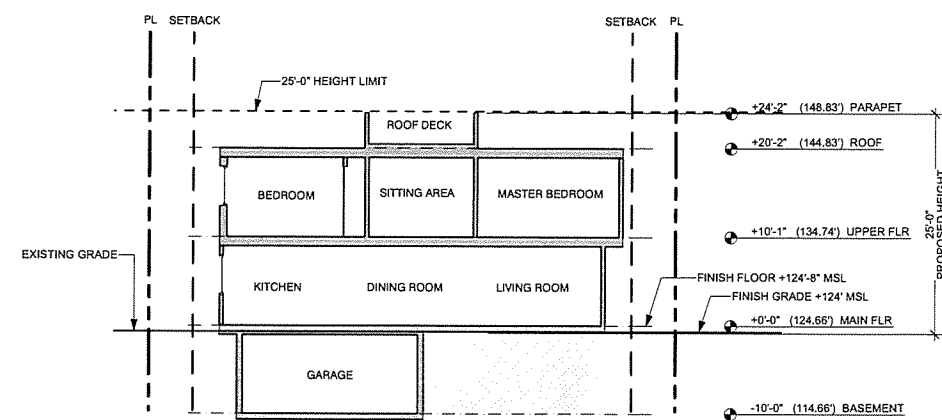 PL SETBACK SETBACK PL
25'-0" HEIGHT LIMIT
+24'-2" (148.83') PARAPET
ROOF DECK
+20'-2" (144.83') ROOF
BEDROOM SITTING AREA MASTER BEDROOM
+10'-1" (134.74') UPPER FLR
25'-0"
PROPOSED HEIGHT
EXISTING GRADE
FINISH FLOOR +124'-8" MSL
KITCHEN DINING ROOM LIVING ROOM
FINISH GRADE +124' MSL
+0'-0" (124.66') MAIN FLR
GARAGE
-10'-0" (114.66') BASEMENT